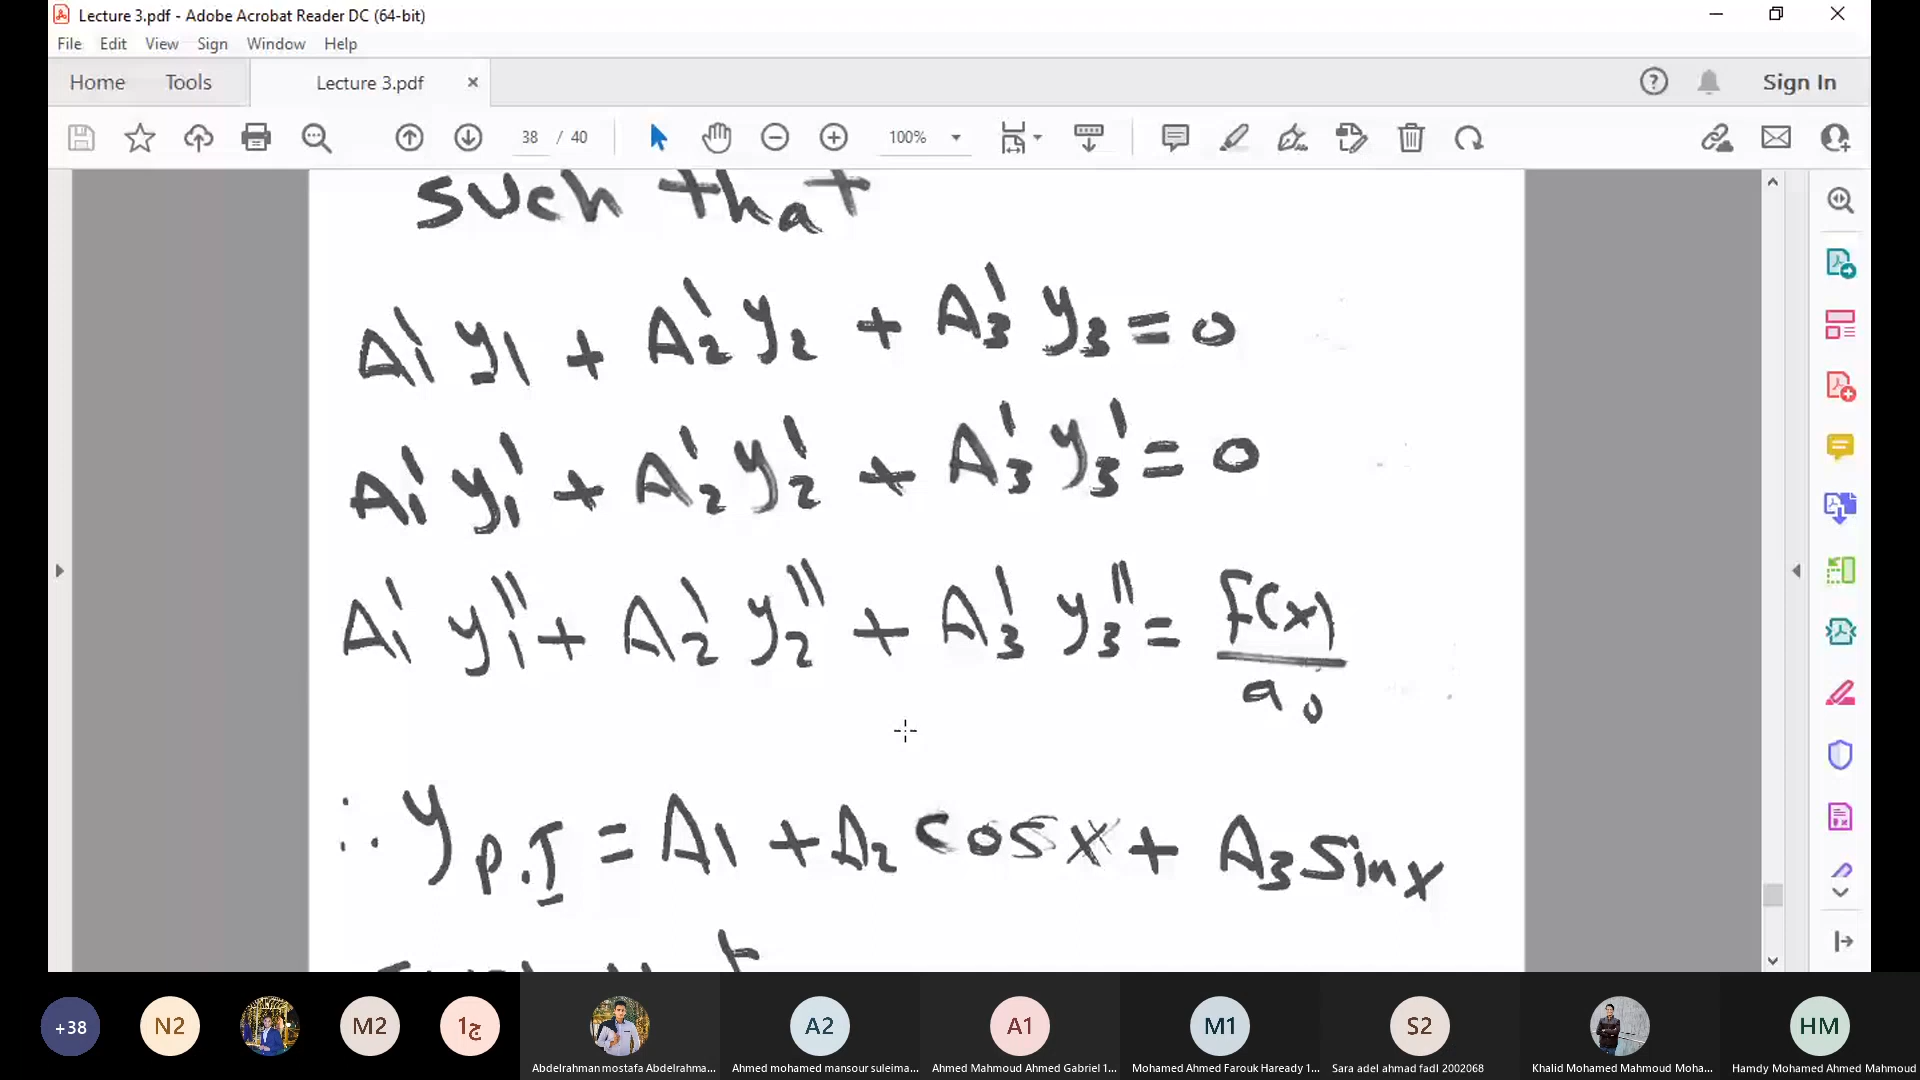 Lecture 3.pdf - Adobe Acrobat Reader DC (64-bit)
File Edit View Sign Window Help
Home Tools Lecture 3.pdf × Sign In
38 / 40 100%
such that
A₁' y₁ + A₂' y₂ + A₃' y₃ = 0
A₁' y₁' + A₂' y₂' + A₃' y₃' = 0
A₁' y₁'' + A₂' y₂'' + A₃' y₃'' = F(x)/a₀
∴ y P.I = A₁ + A₂ cos x + A₃ sin x
+38 N2 M2 ج1 A2 A1 M1 S2 HM
Abdelrahman mostafa Abdelrahma... Ahmed mohamed mansour suleima... Ahmed Mahmoud Ahmed Gabriel 1... Mohamed Ahmed Farouk Haready 1... Sara adel ahmad fadl 2002068 Khalid Mohamed Mahmoud Moha... Hamdy Mohamed Ahmed Mahmoud